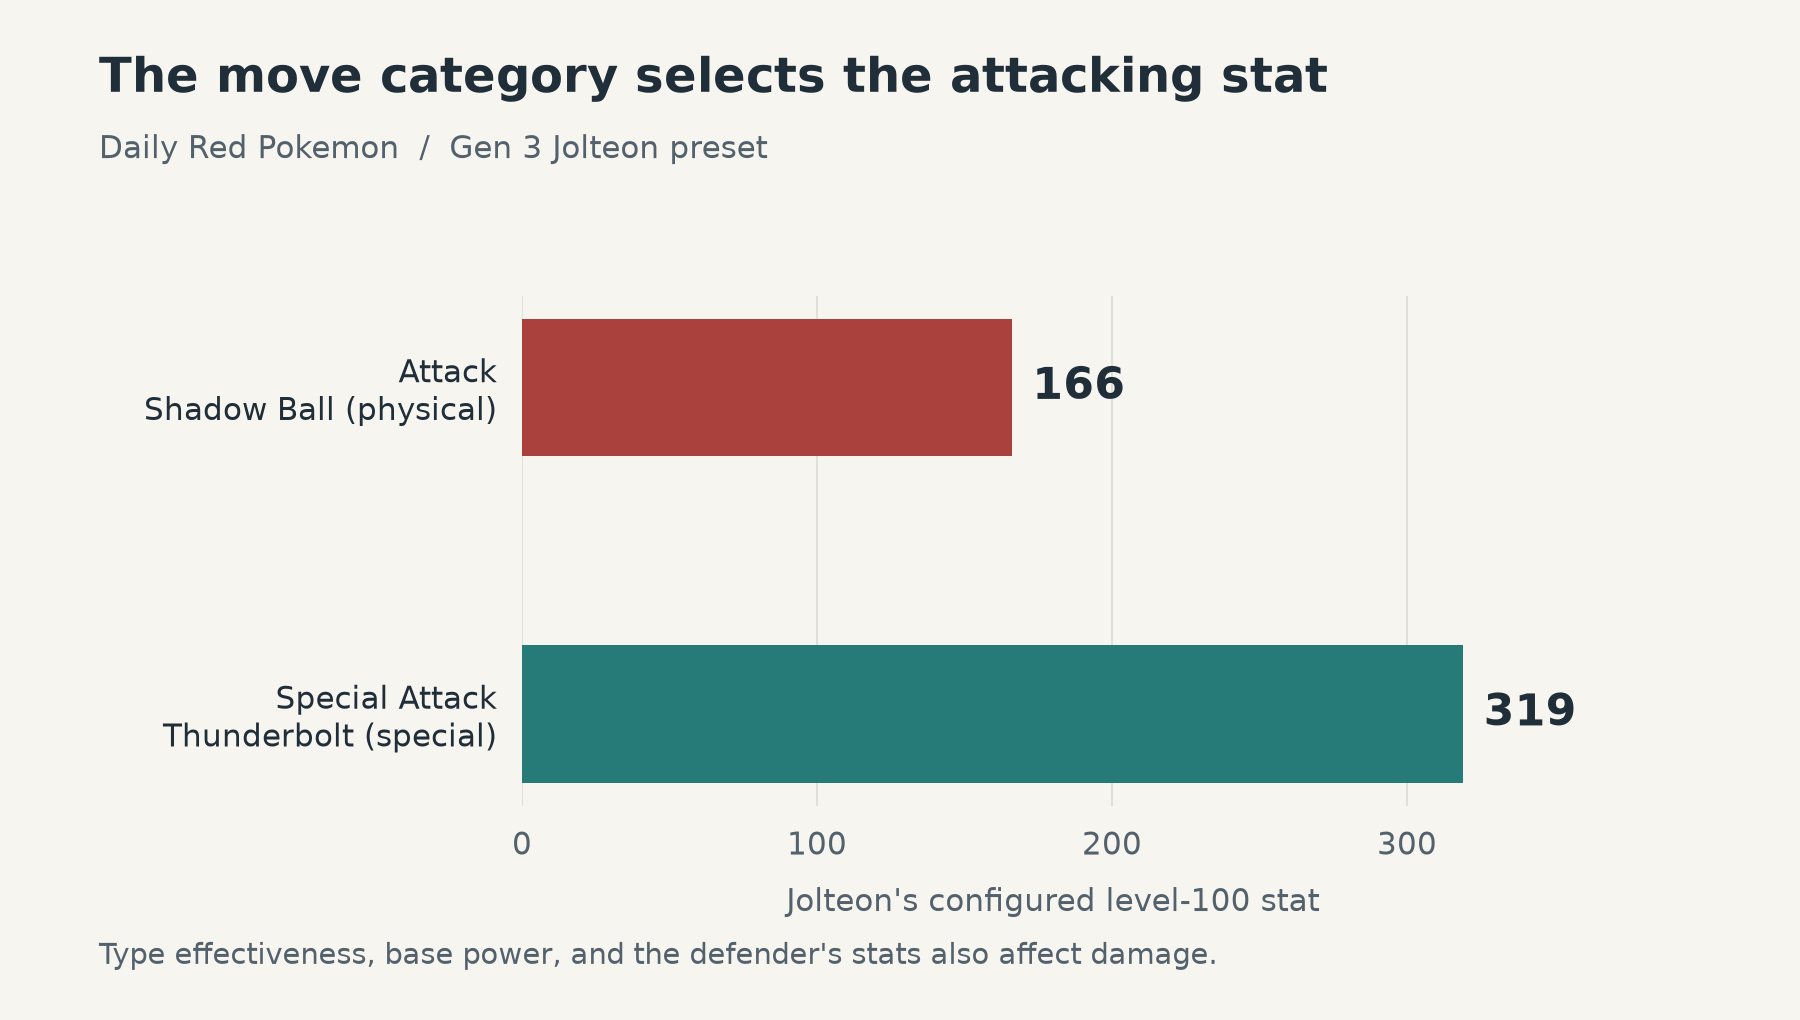 The move category selects the attacking stat
Daily Red Pokemon / Gen 3 Jolteon preset
Attack
Shadow Ball (physical)
166
Special Attack
Thunderbolt (special)
319
0 100 200 300
Jolteon's configured level-100 stat
Type effectiveness, base power, and the defender's stats also affect damage.